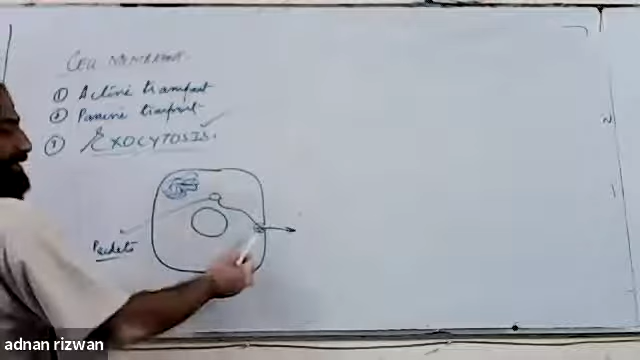 CELL MEMBRANE
① Active transport
② Passive transport
③ EXOCYTOSIS.
Packets
adnan rizwan